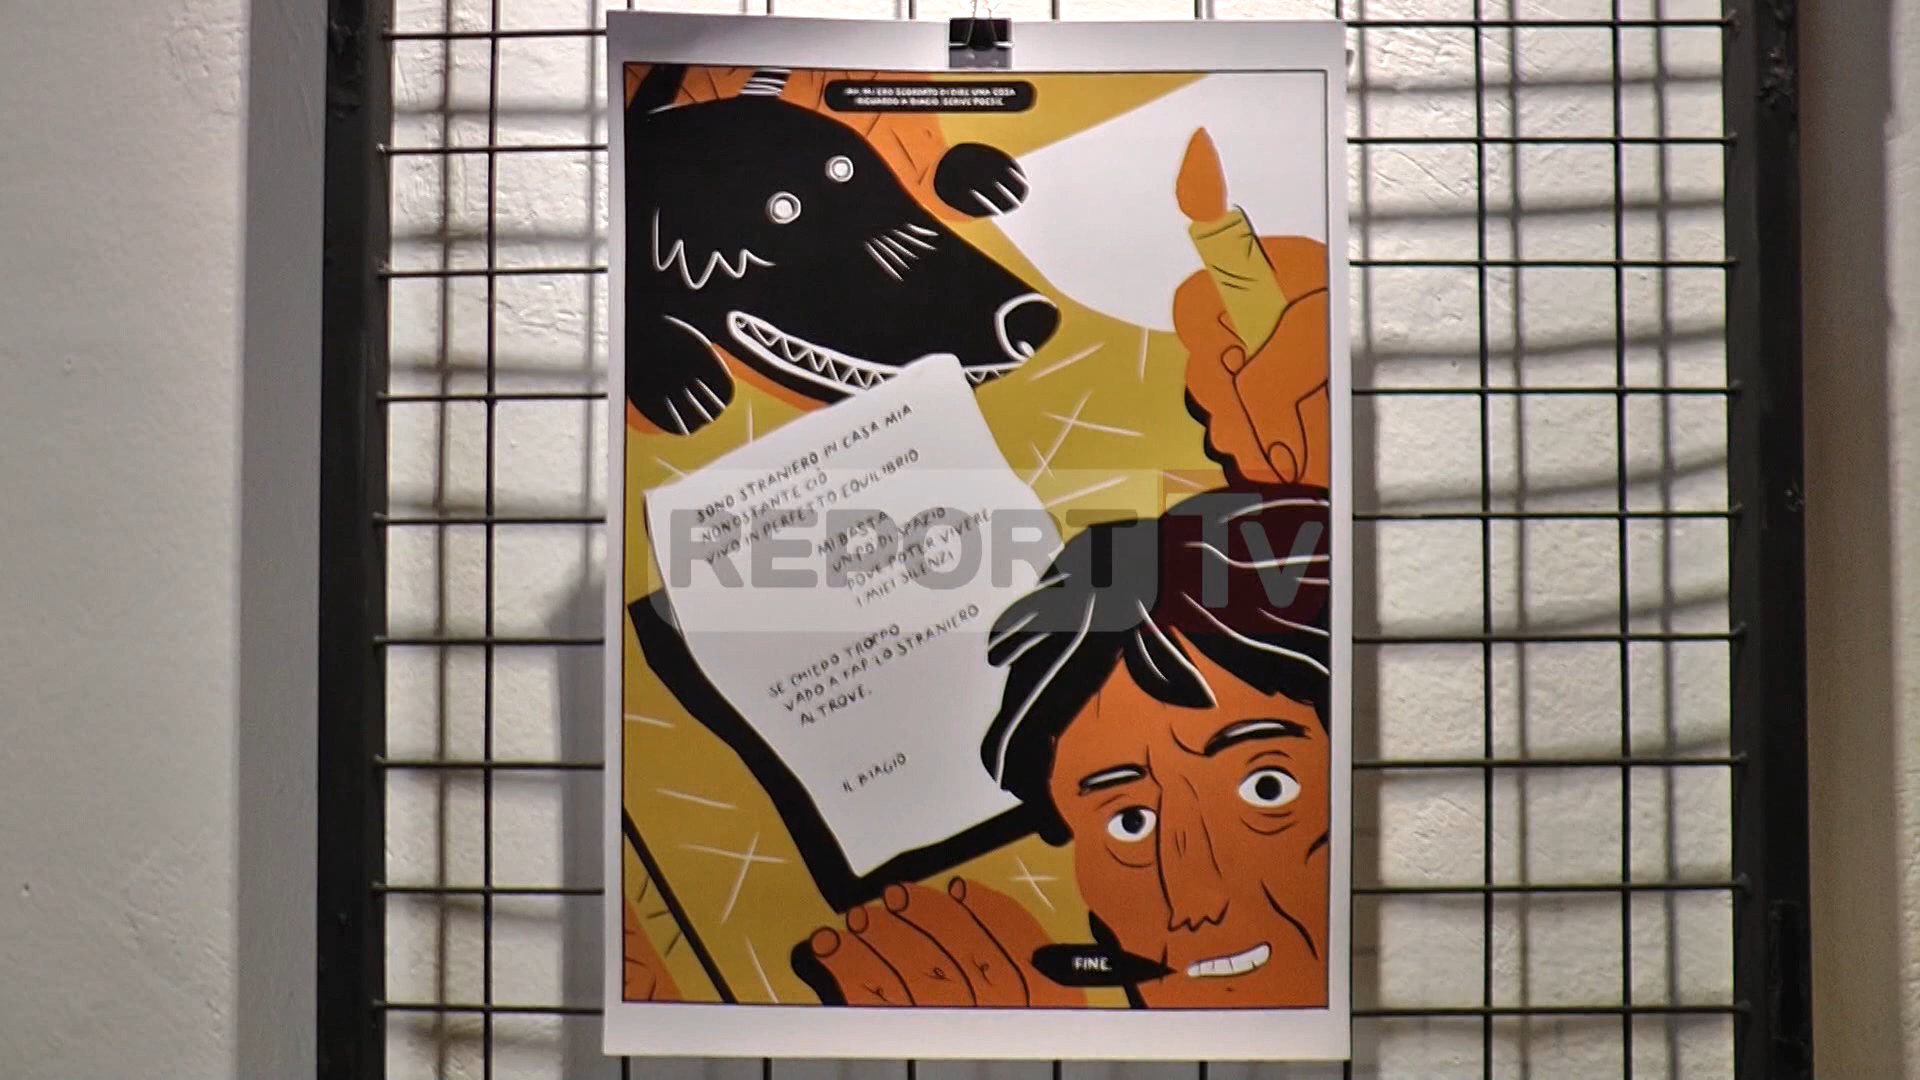 AH, MI ERO SCORDATO DI DIRE UNA COSA
RIGUARDO A BIAGIO. SCRIVE POESIE.
SONO STRANIERO IN CASA MIA
NONOSTANTE CIÒ
VIVO IN PERFETTO EQUILIBRIO
MI BASTA
UN PO DI SPAZIO
DOVE POTER VIVERE
I MIEI SILENZI
SE CHIEDO TROPPO
VADO A FAR LO STRANIERO
ALTROVE.
IL BIAGIO
FINE.
REPORT TV